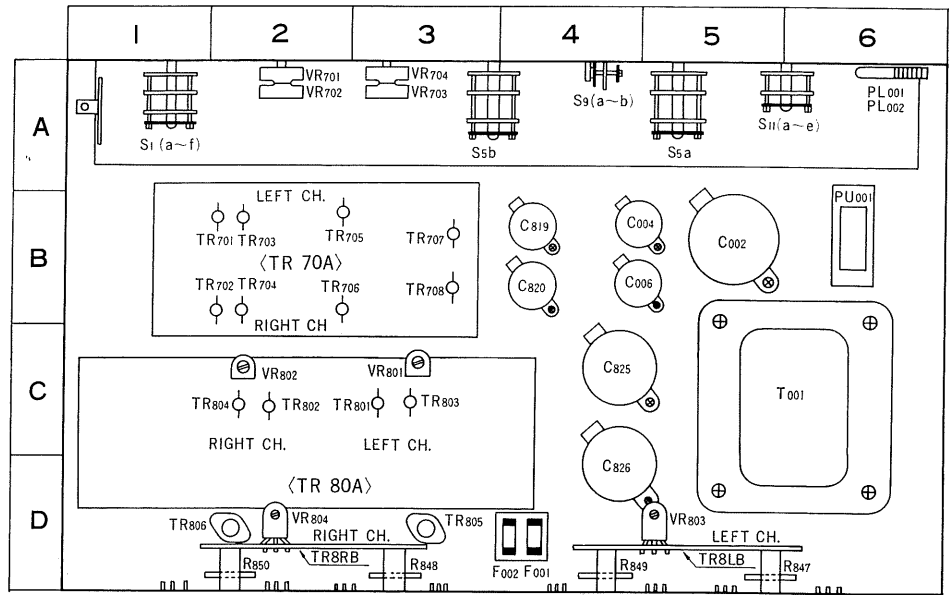 1 2 3 4 5 6
A
B
C
D
S1(a~f)
VR701
VR702
VR704
VR703
S5b
S9(a~b)
S5a
S11(a~e)
PL001
PL002
LEFT CH.
TR701 TR703
TR705
TR707
〈TR 70A〉
TR702 TR704
TR706
TR708
RIGHT CH
C819
C004
C002
PU001
C820
C006
VR802
VR801
TR804
TR802
TR801
TR803
RIGHT CH.
LEFT CH.
〈TR 80A〉
C825
C826
T001
TR806
VR804
RIGHT CH.
TR805
VR803
LEFT CH.
R850
TR8RB
R848
F002 F001
R849
TR8LB
R847